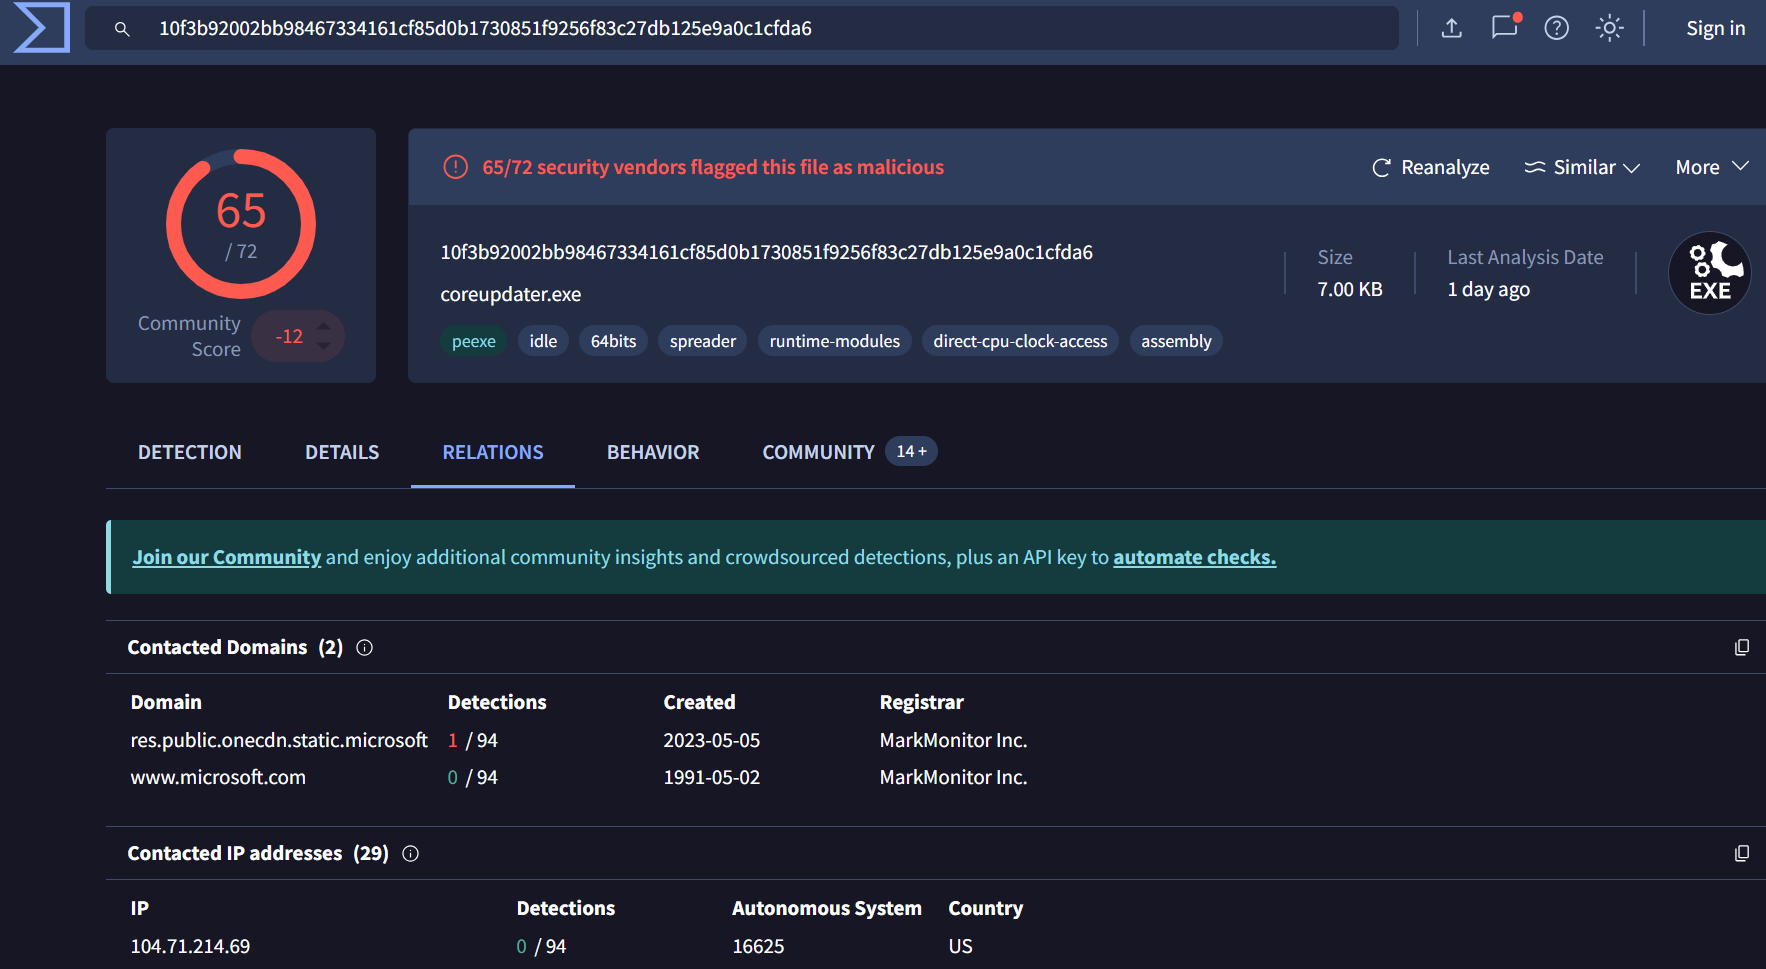 10f3b92002bb98467334161cf85d0b1730851f9256f83c27db125e9a0c1cfda6
Sign in
65
/ 72
Community Score
-12
65/72 security vendors flagged this file as malicious
Reanalyze
Similar
More
10f3b92002bb98467334161cf85d0b1730851f9256f83c27db125e9a0c1cfda6
coreupdater.exe
Size
7.00 KB
Last Analysis Date
1 day ago
EXE
peexe idle 64bits spreader runtime-modules direct-cpu-clock-access assembly
DETECTION DETAILS RELATIONS BEHAVIOR COMMUNITY 14+
Join our Community and enjoy additional community insights and crowdsourced detections, plus an API key to automate checks.
Contacted Domains (2)
Domain Detections Created Registrar
res.public.onecdn.static.microsoft 1 / 94 2023-05-05 MarkMonitor Inc.
www.microsoft.com 0 / 94 1991-05-02 MarkMonitor Inc.
Contacted IP addresses (29)
IP Detections Autonomous System Country
104.71.214.69 0 / 94 16625 US